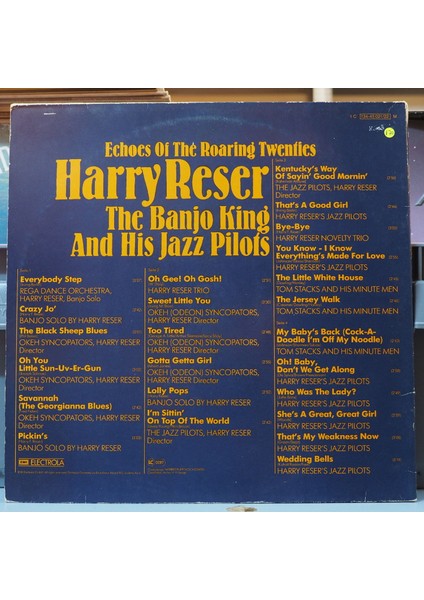 Echoes Of The Roaring Twenties
Harry Reser
The Banjo King
And His Jazz Pilots
Everybody Step
REGA DANCE ORCHESTRA,
HARRY RESER, Banjo Solo
Crazy Jo'
BANJO SOLO BY HARRY RESER
The Black Sheep Blues
OKEH SYNCOPATORS, HARRY RESER
Director
Oh You
Little Sun-Uv-Er-Gun
OKEH SYNCOPATORS, HARRY RESER
Director
Savannah
(The Georgianna Blues)
OKEH SYNCOPATORS, HARRY RESER
Director
Pickin's
BANJO SOLO BY HARRY RESER
EMI ELECTROLA
Oh Gee! Oh Gosh!
HARRY RESER TRIO
Sweet Little You
OKEH (ODEON) SYNCOPATORS,
HARRY RESER Director
Too Tired
OKEH (ODEON) SYNCOPATORS,
HARRY RESER Director
Gotta Getta Girl
OKEH (ODEON) SYNCOPATORS,
HARRY RESER Director
Lolly Pops
BANJO SOLO BY HARRY RESER
I'm Sittin'
On Top Of The World
THE JAZZ PILOTS, HARRY RESER
Director
Kentucky's Way
Of Sayin' Good Mornin'
THE JAZZ PILOTS, HARRY RESER
Director
That's A Good Girl
HARRY RESER'S JAZZ PILOTS
Bye-Bye
HARRY RESER NOVELTY TRIO
You Know - I Know
Everything's Made For Love
HARRY RESER'S JAZZ PILOTS
The Little White House
TOM STACKS AND HIS MINUTE MEN
The Jersey Walk
TOM STACKS AND HIS MINUTE MEN
My Baby's Back (Cock-A-
Doodle I'm Off My Noodle)
TOM STACKS AND HIS MINUTE MEN
Oh! Baby,
Don't We Get Along
HARRY RESER'S JAZZ PILOTS
Who Was The Lady?
HARRY RESER'S JAZZ PILOTS
She's A Great, Great Girl
HARRY RESER'S JAZZ PILOTS
That's My Weakness Now
HARRY RESER'S JAZZ PILOTS
Wedding Bells
HARRY RESER'S JAZZ PILOTS